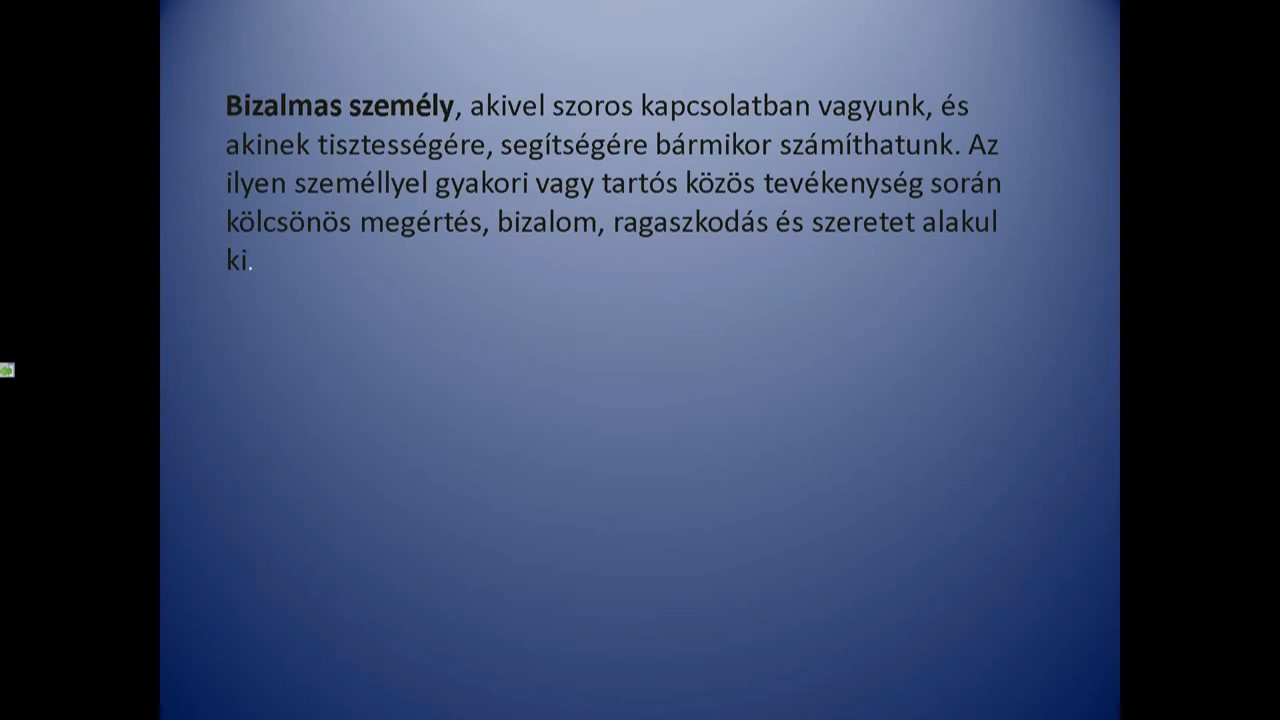 Bizalmas személy, akivel szoros kapcsolatban vagyunk, és
akinek tisztességére, segítségére bármikor számíthatunk. Az
ilyen személlyel gyakori vagy tartós közös tevékenység során
kölcsönös megértés, bizalom, ragaszkodás és szeretet alakul
ki.